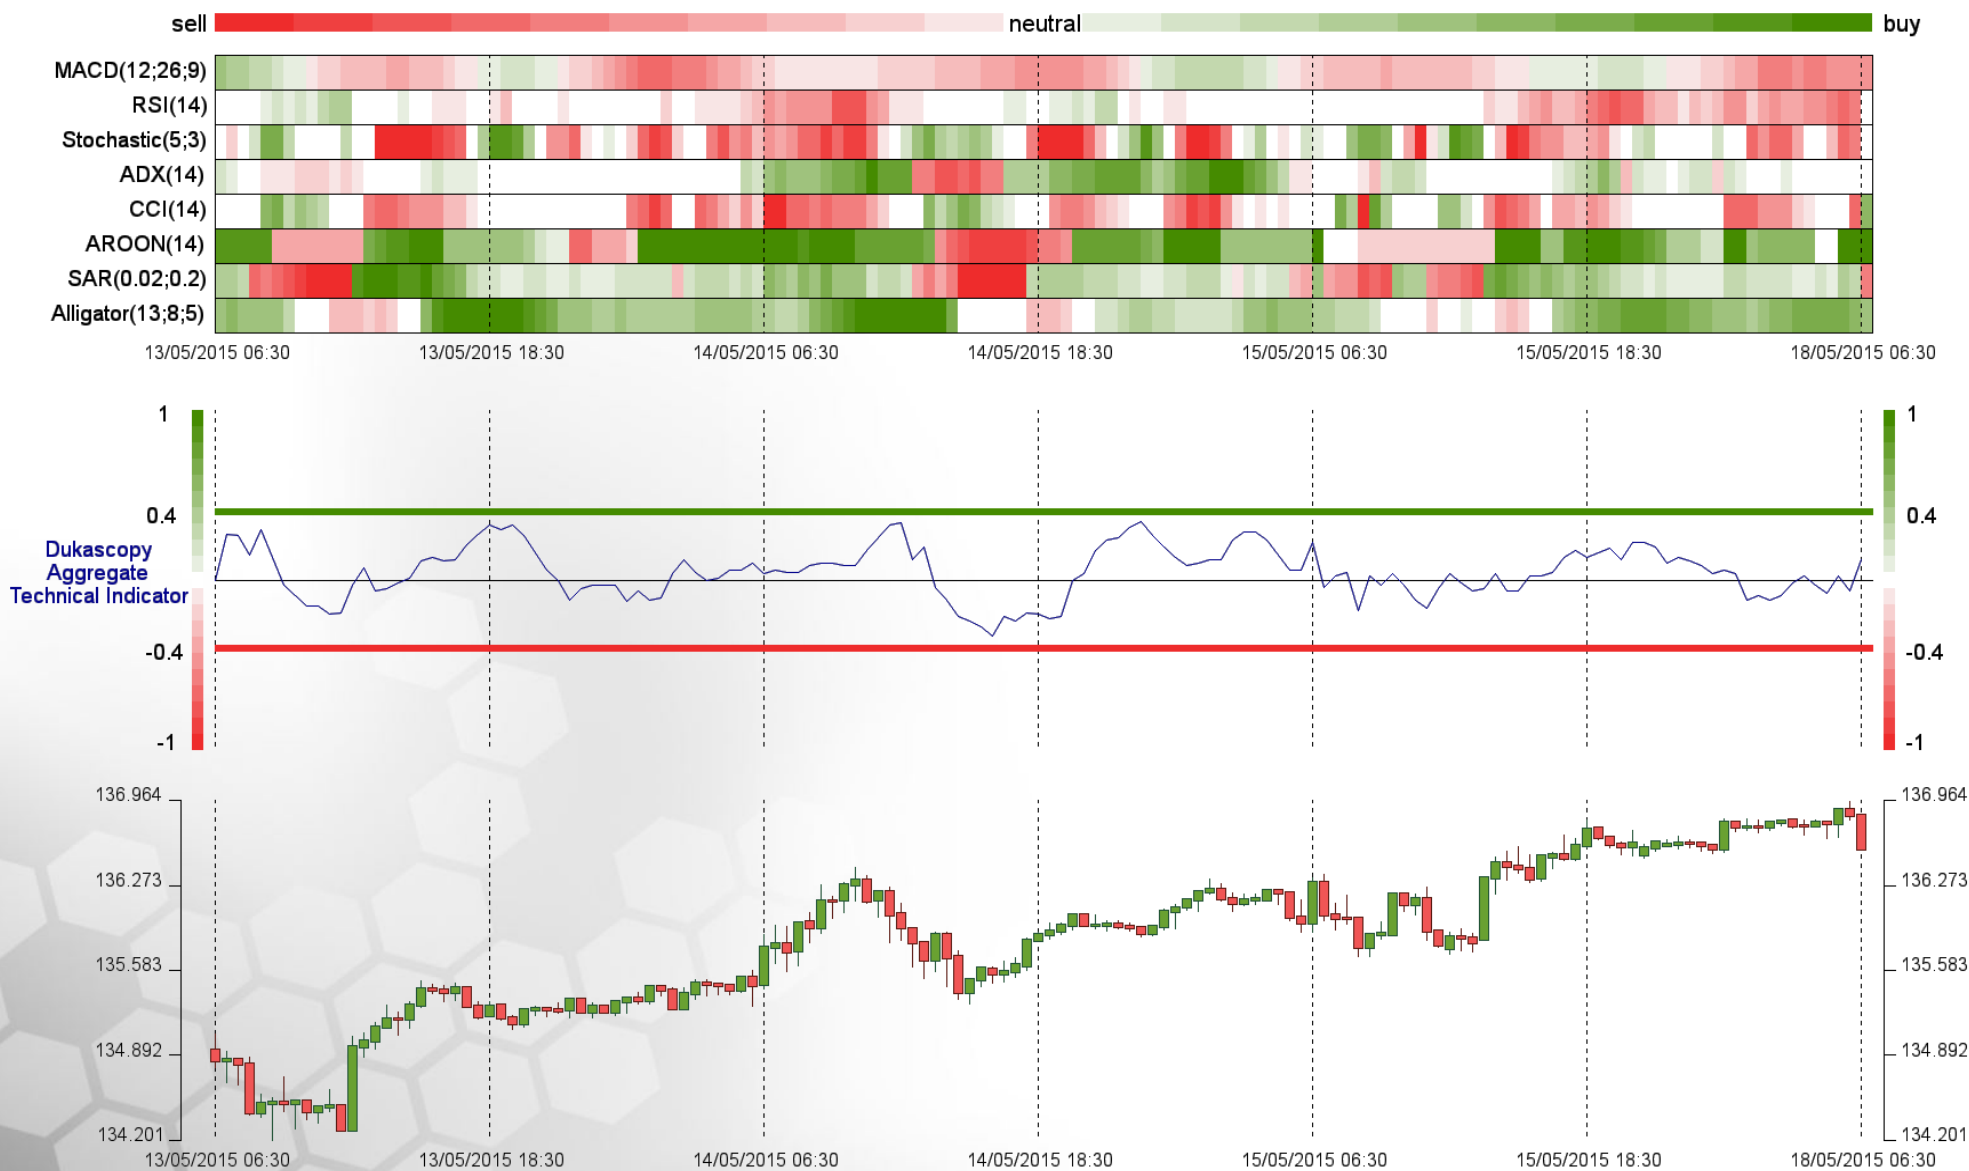 sell neutral buy
MACD(12;26;9)
RSI(14)
Stochastic(5;3)
ADX(14)
CCI(14)
AROON(14)
SAR(0.02;0.2)
Alligator(13;8;5)
13/05/2015 06:30 13/05/2015 18:30 14/05/2015 06:30 14/05/2015 18:30 15/05/2015 06:30 15/05/2015 18:30 18/05/2015 06:30
1 1
0.4 0.4
Dukascopy
Aggregate
Technical Indicator
-0.4 -0.4
-1 -1
136.964 136.964
136.273 136.273
135.583 135.583
134.892 134.892
134.201 134.201
13/05/2015 06:30 13/05/2015 18:30 14/05/2015 06:30 14/05/2015 18:30 15/05/2015 06:30 15/05/2015 18:30 18/05/2015 06:30